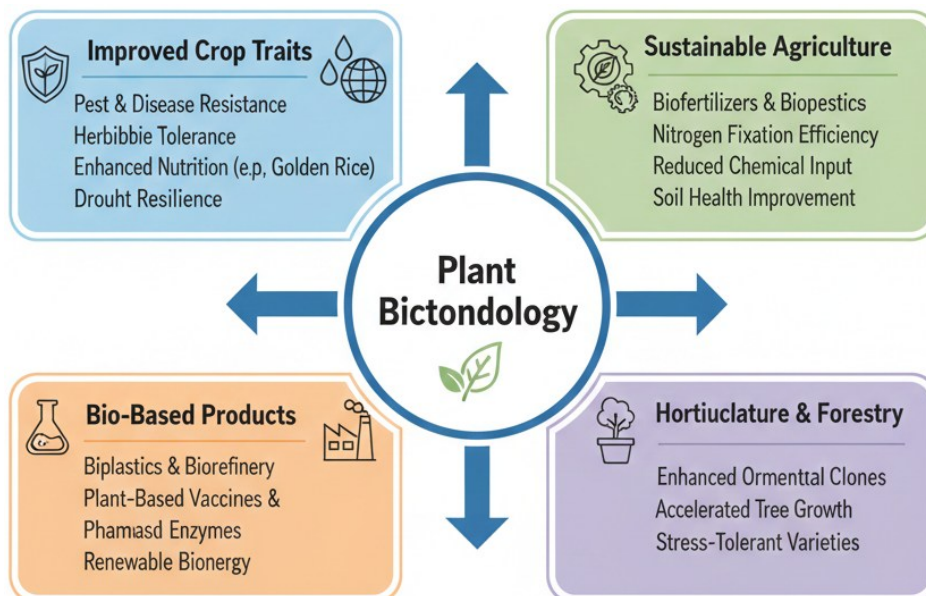 Improved Crop Traits
Pest & Disease Resistance
Herbibbie Tolerance
Enhanced Nutrition (e.p, Golden Rice)
Drouht Resilience
Sustainable Agriculture
Biofertilizers & Biopestics
Nitrogen Fixation Efficiency
Reduced Chemical Input
Soil Health Improvement
Plant
Bictondology
Bio-Based Products
Biplastics & Biorefinery
Plant-Based Vaccines &
Phamıasd Enzymes
Renewable Bionergy
Hortiuclature & Forestry
Enhanced Ormenttal Clones
Accelerated Tree Growth
Stress-Tolerant Varieties